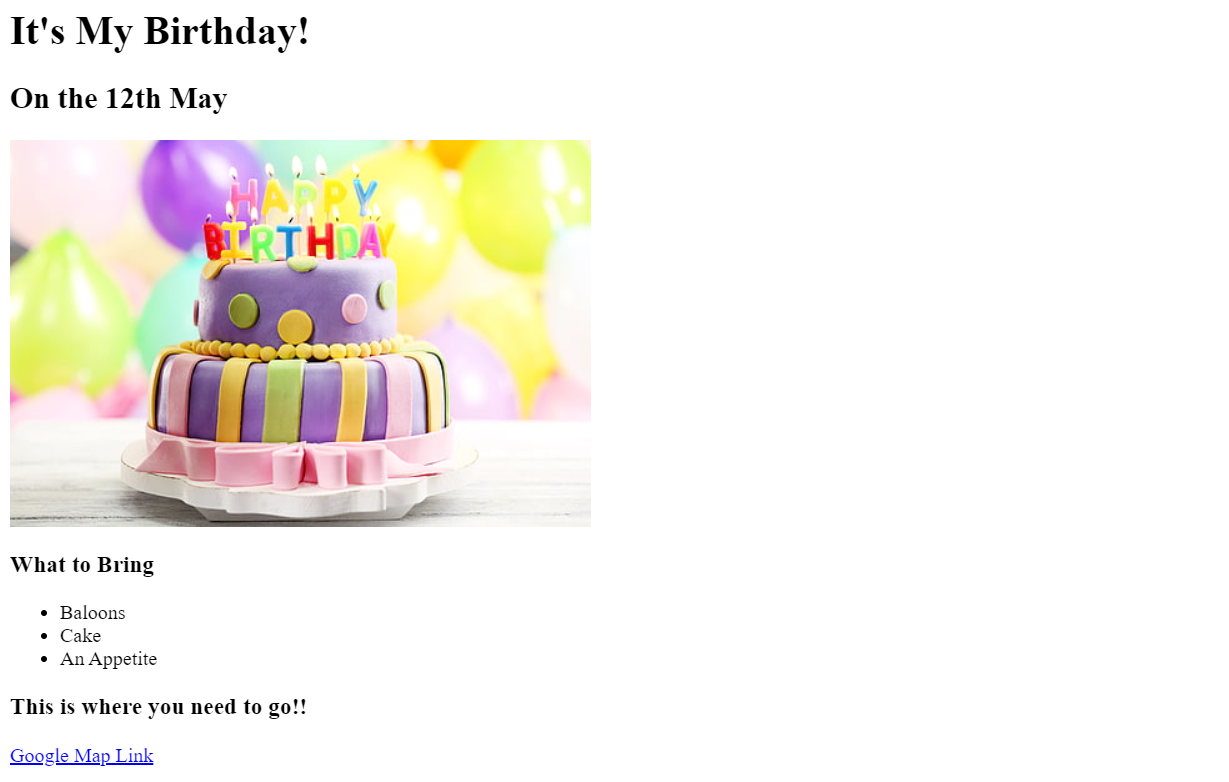 It's My Birthday!
On the 12th May
HAPPY
BIRTHDAY
What to Bring
Baloons
Cake
An Appetite
This is where you need to go!!
Google Map Link